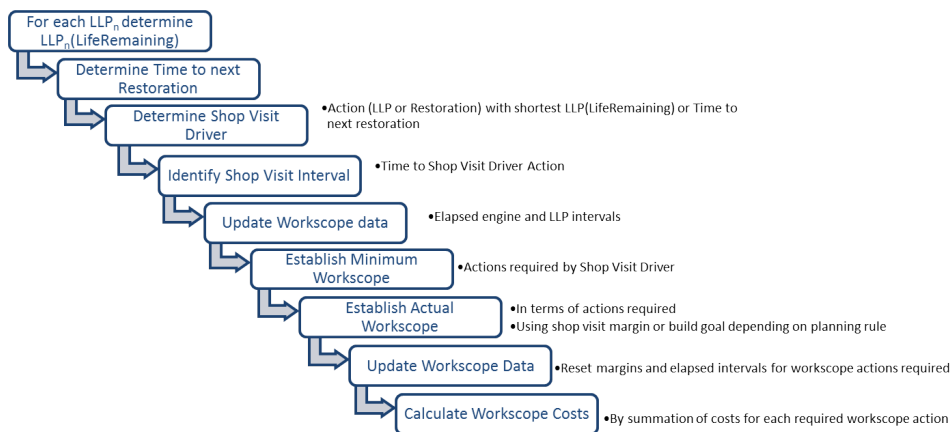 For each LLPn determine
LLPn(LifeRemaining)
Determine Time to next
Restoration
Determine Shop Visit
Driver
•Action (LLP or Restoration) with shortest LLP(LifeRemaining) or Time to
next restoration
Identify Shop Visit Interval
•Time to Shop Visit Driver Action
Update Workscope data
•Elapsed engine and LLP intervals
Establish Minimum
Workscope
•Actions required by Shop Visit Driver
Establish Actual
Workscope
•In terms of actions required
•Using shop visit margin or build goal depending on planning rule
Update Workscope Data
•Reset margins and elapsed intervals for workscope actions required
Calculate Workscope Costs
•By summation of costs for each required workscope action